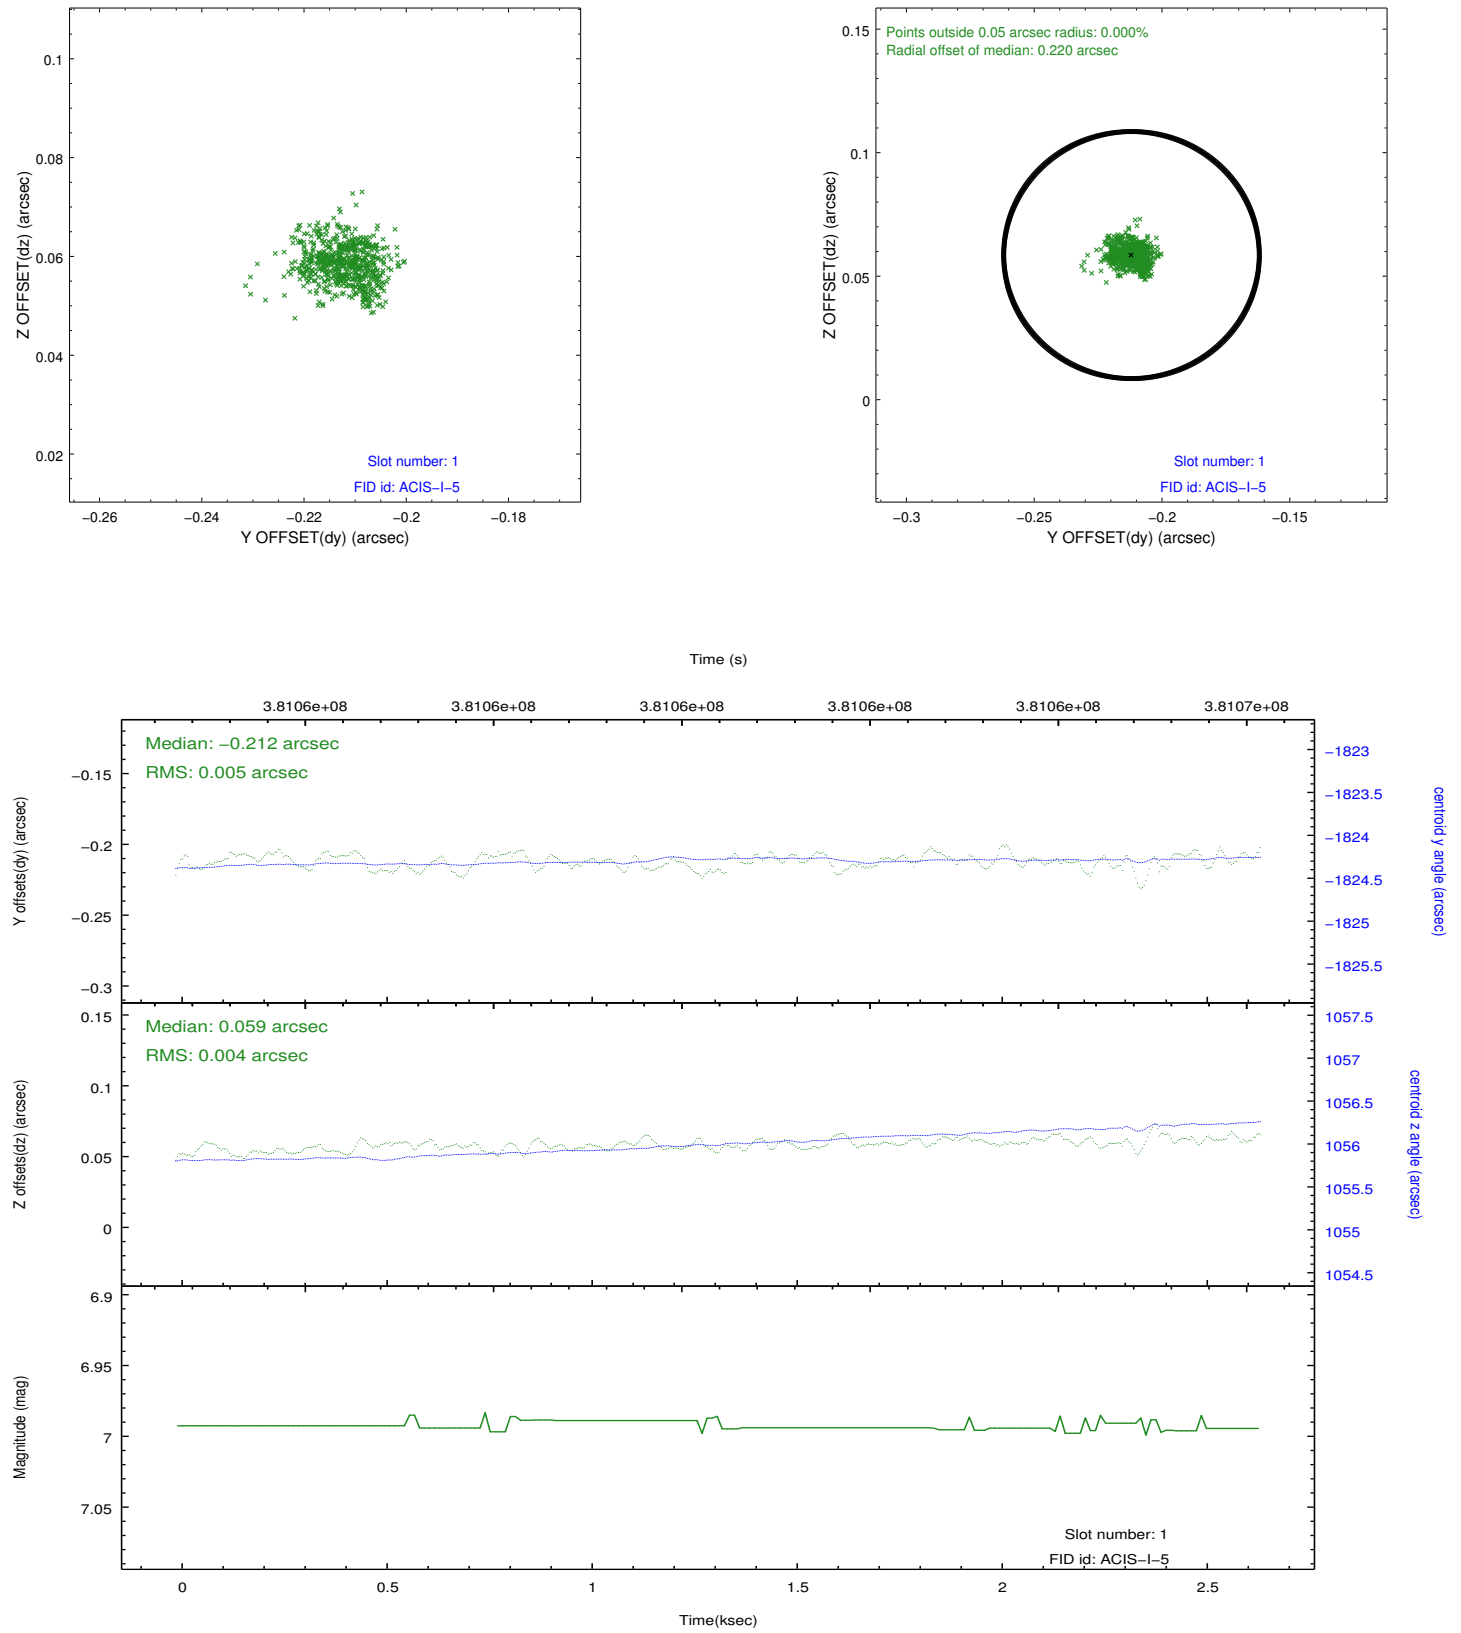 0.1
0.08
0.06
0.04
0.02
Z OFFSET(dz) (arcsec)
Slot number: 1
FID id: ACIS−I−5
−0.26 −0.24 −0.22 −0.2 −0.18
Y OFFSET(dy) (arcsec)
Points outside 0.05 arcsec radius: 0.000%
Radial offset of median: 0.220 arcsec
0.15
0.1
0.05
0
Z OFFSET(dz) (arcsec)
Slot number: 1
FID id: ACIS−I−5
−0.3 −0.25 −0.2 −0.15
Y OFFSET(dy) (arcsec)
Time (s)
3.8106e+08 3.8106e+08 3.8106e+08 3.8106e+08 3.8106e+08 3.8107e+08
Median: −0.212 arcsec
RMS: 0.005 arcsec
−0.15
−0.2
−0.25
−0.3
Y offsets(dy) (arcsec)
−1823
−1823.5
−1824
−1824.5
−1825
−1825.5
centroid y angle (arcsec)
Median: 0.059 arcsec
RMS: 0.004 arcsec
0.15
0.1
0.05
0
Z offsets(dz) (arcsec)
1057.5
1057
1056.5
1056
1055.5
1055
1054.5
centroid z angle (arcsec)
6.9
6.95
7
7.05
Magnitude (mag)
Slot number: 1
FID id: ACIS−I−5
0 0.5 1 1.5 2 2.5
Time(ksec)